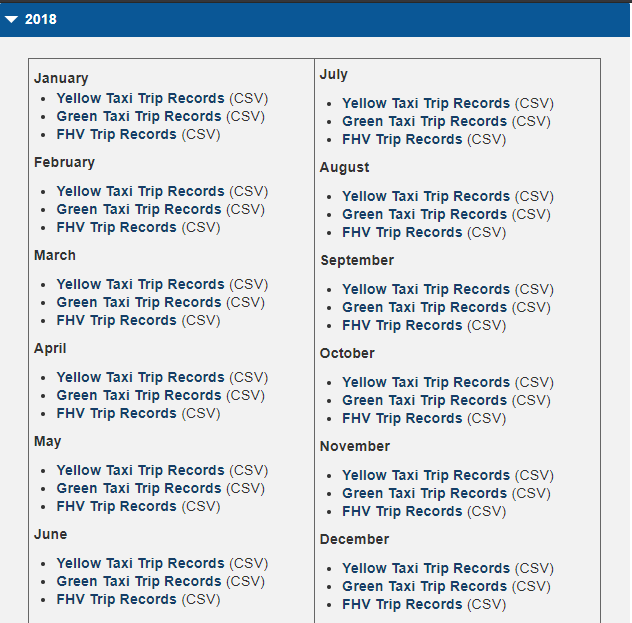 2018
January
Yellow Taxi Trip Records (CSV)
Green Taxi Trip Records (CSV)
FHV Trip Records (CSV)
February
Yellow Taxi Trip Records (CSV)
Green Taxi Trip Records (CSV)
FHV Trip Records (CSV)
March
Yellow Taxi Trip Records (CSV)
Green Taxi Trip Records (CSV)
FHV Trip Records (CSV)
April
Yellow Taxi Trip Records (CSV)
Green Taxi Trip Records (CSV)
FHV Trip Records (CSV)
May
Yellow Taxi Trip Records (CSV)
Green Taxi Trip Records (CSV)
FHV Trip Records (CSV)
June
Yellow Taxi Trip Records (CSV)
Green Taxi Trip Records (CSV)
FHV Trip Records (CSV)
July
Yellow Taxi Trip Records (CSV)
Green Taxi Trip Records (CSV)
FHV Trip Records (CSV)
August
Yellow Taxi Trip Records (CSV)
Green Taxi Trip Records (CSV)
FHV Trip Records (CSV)
September
Yellow Taxi Trip Records (CSV)
Green Taxi Trip Records (CSV)
FHV Trip Records (CSV)
October
Yellow Taxi Trip Records (CSV)
Green Taxi Trip Records (CSV)
FHV Trip Records (CSV)
November
Yellow Taxi Trip Records (CSV)
Green Taxi Trip Records (CSV)
FHV Trip Records (CSV)
December
Yellow Taxi Trip Records (CSV)
Green Taxi Trip Records (CSV)
FHV Trip Records (CSV)